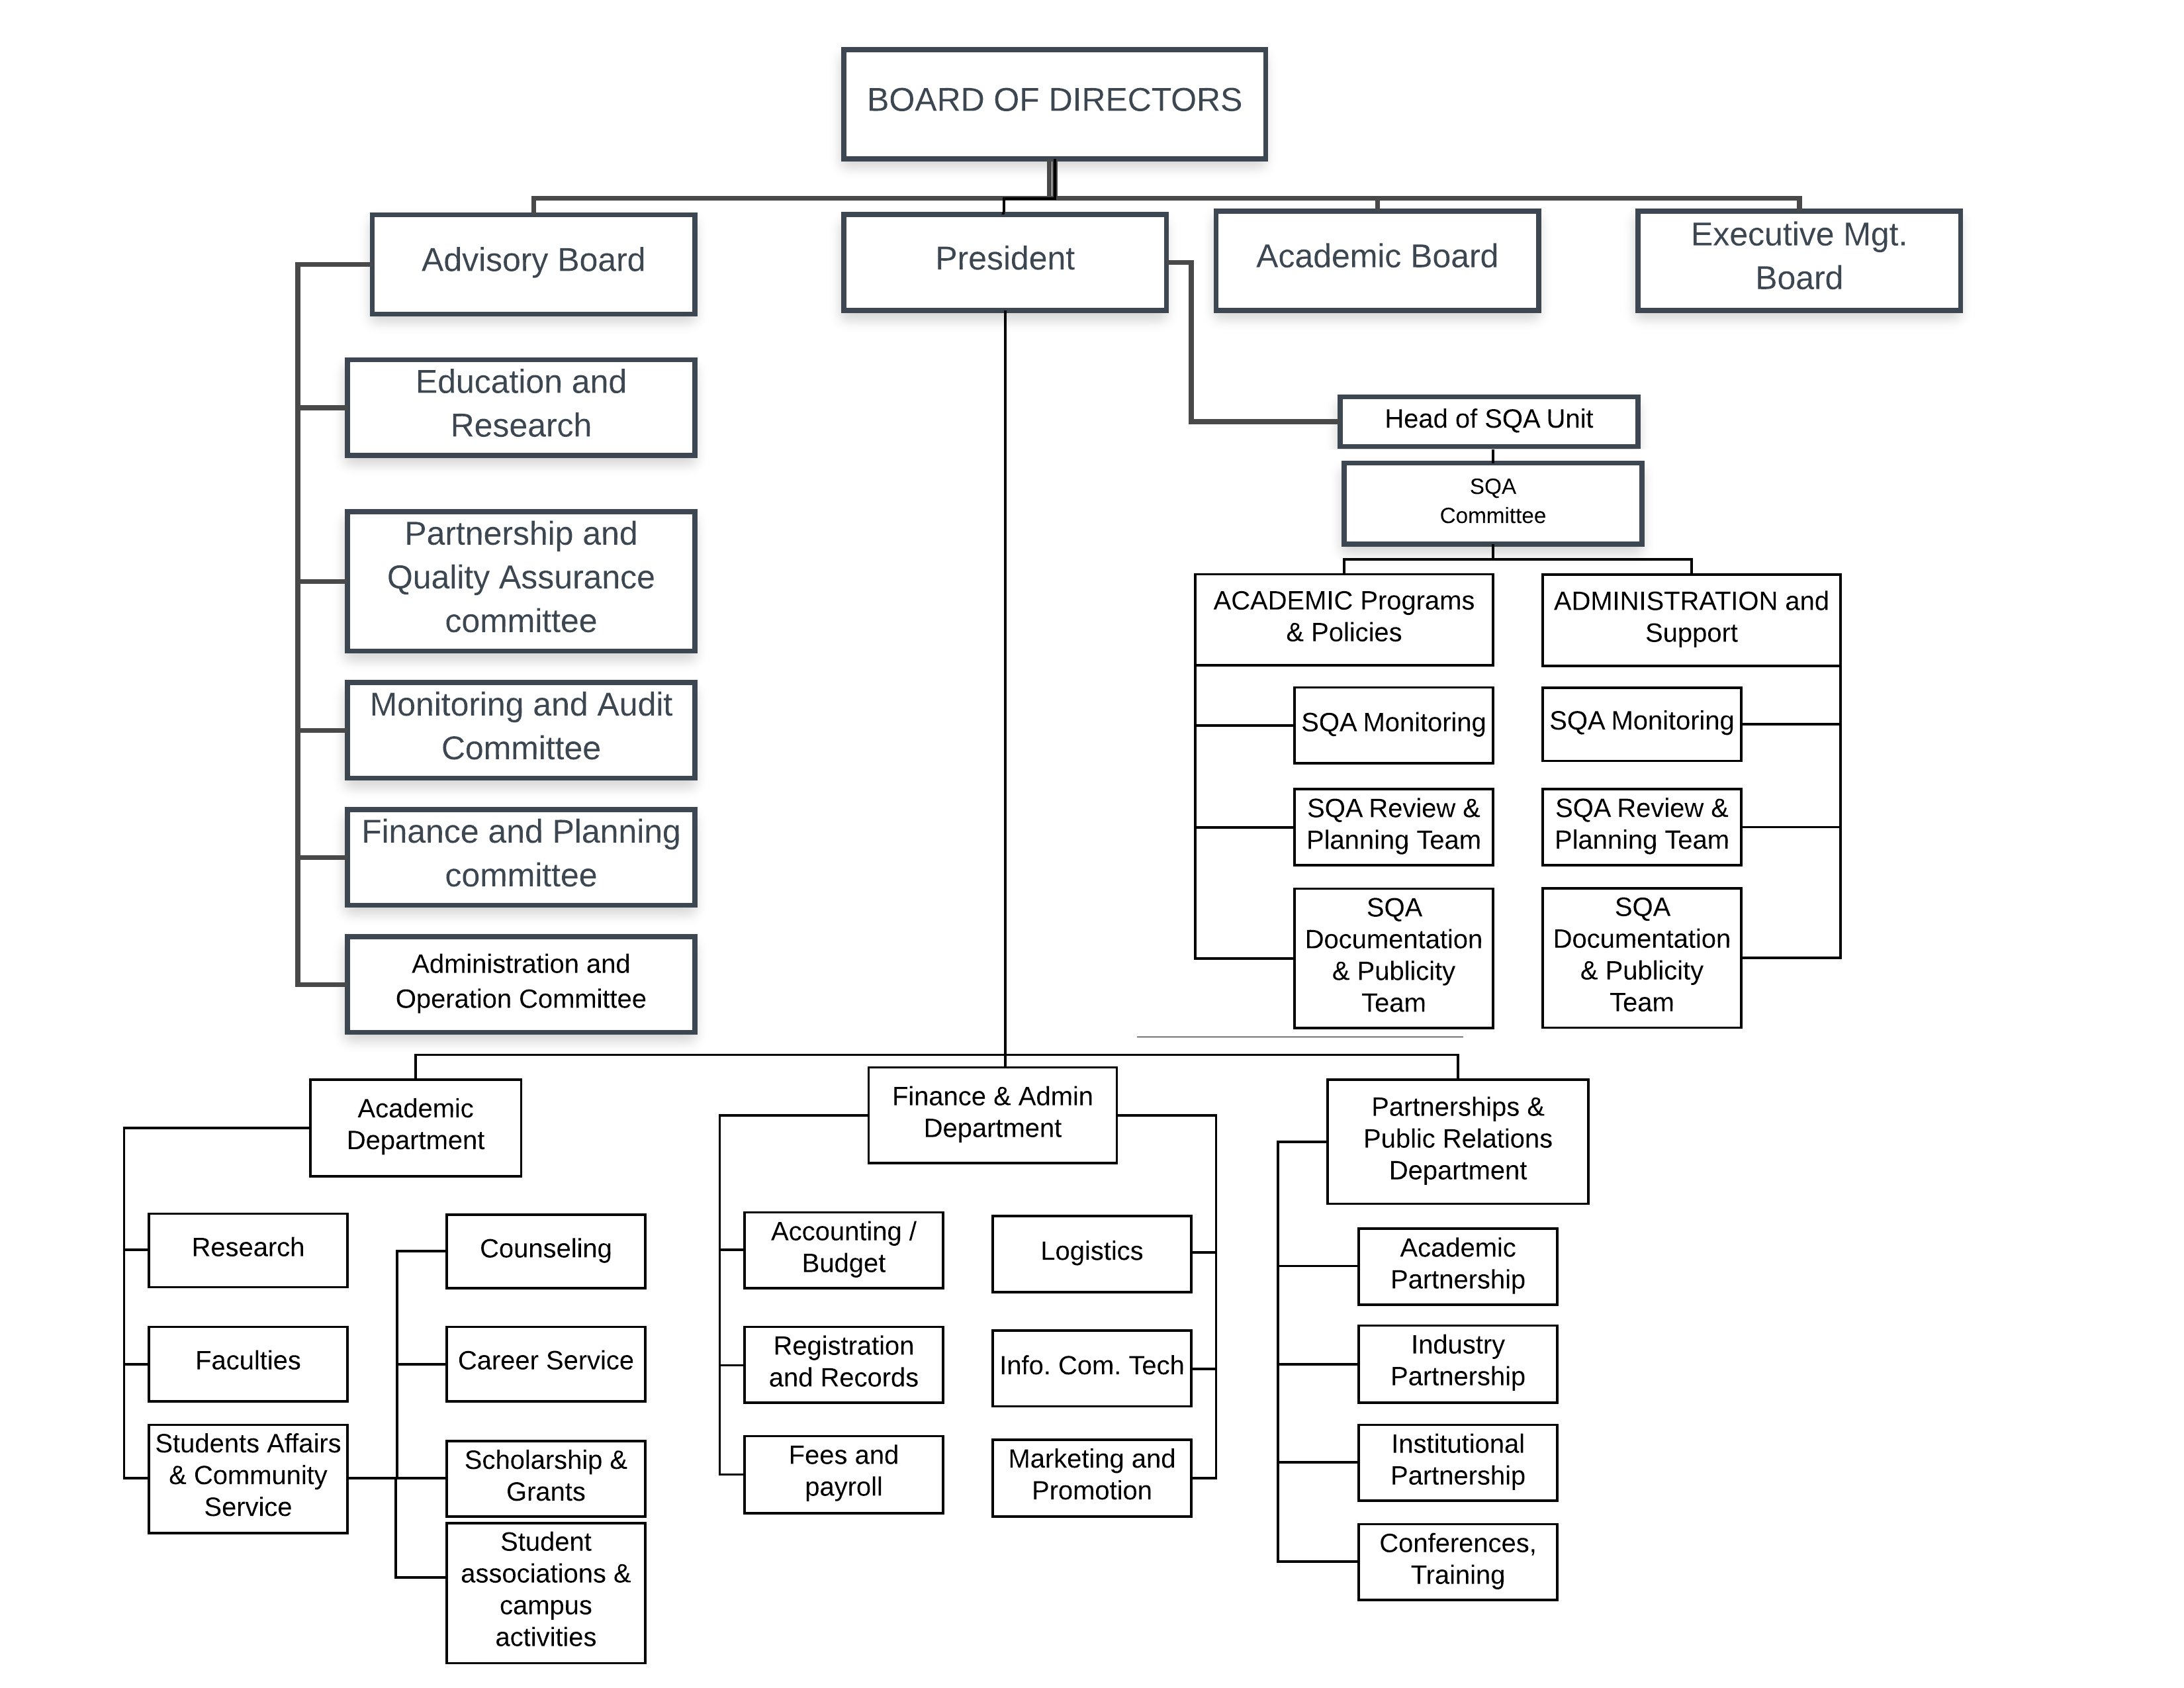 BOARD OF DIRECTORS
Advisory Board
President
Academic Board
Executive Mgt.
Board
Education and
Research
Partnership and
Quality Assurance
committee
Monitoring and Audit
Committee
Finance and Planning
committee
Administration and
Operation Committee
Head of SQA Unit
SQA
Committee
ACADEMIC Programs
& Policies
SQA Monitoring
SQA Review &
Planning Team
SQA
Documentation
& Publicity
Team
ADMINISTRATION and
Support
SQA Monitoring
SQA Review &
Planning Team
SQA
Documentation
& Publicity
Team
Academic
Department
Research
Faculties
Students Affairs
& Community
Service
Counseling
Career Service
Scholarship &
Grants
Student
associations &
campus
activities
Finance & Admin
Department
Accounting /
Budget
Registration
and Records
Fees and
payroll
Logistics
Info. Com. Tech
Marketing and
Promotion
Partnerships &
Public Relations
Department
Academic
Partnership
Industry
Partnership
Institutional
Partnership
Conferences,
Training